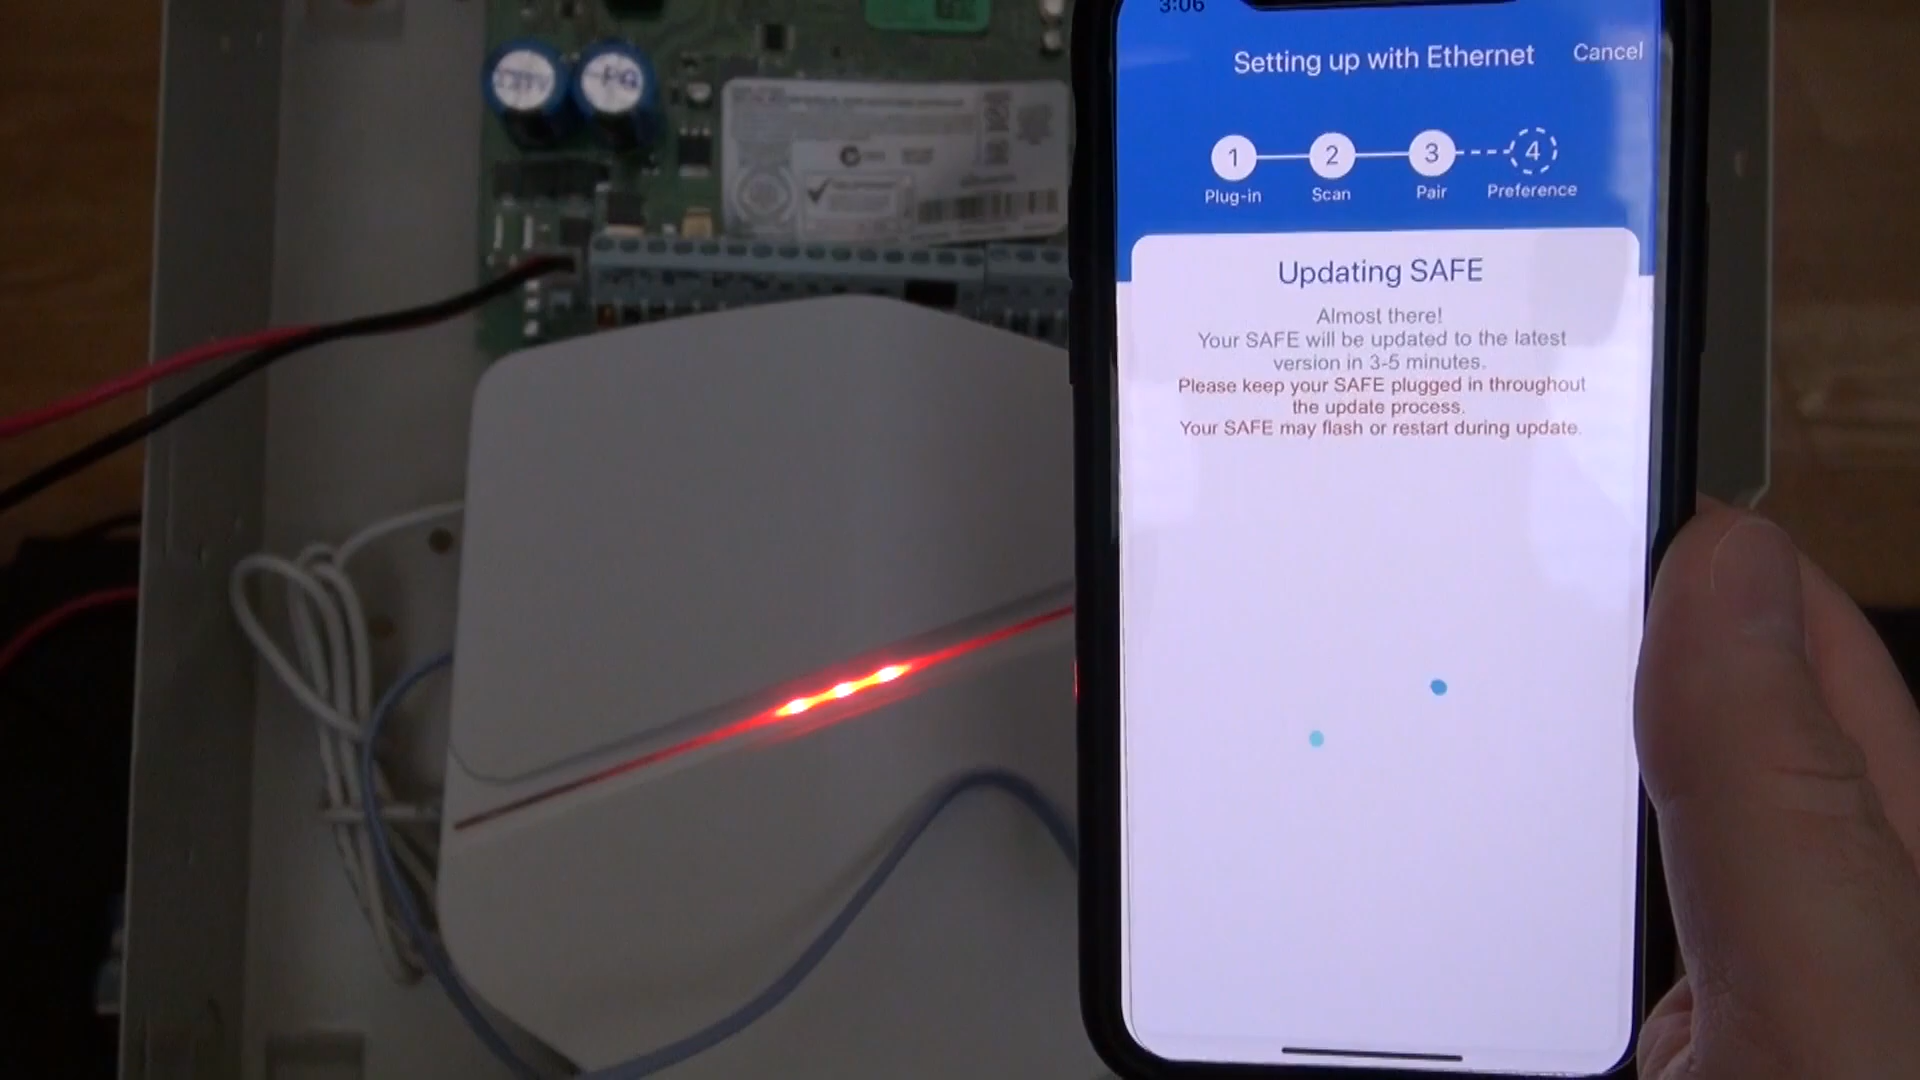 3:06
Setting up with Ethernet
Cancel
1
2
3
4
Plug-in
Scan
Pair
Preference
Updating SAFE
Almost there!
Your SAFE will be updated to the latest
version in 3-5 minutes.
Please keep your SAFE plugged in throughout
the update process.
Your SAFE may flash or restart during update.